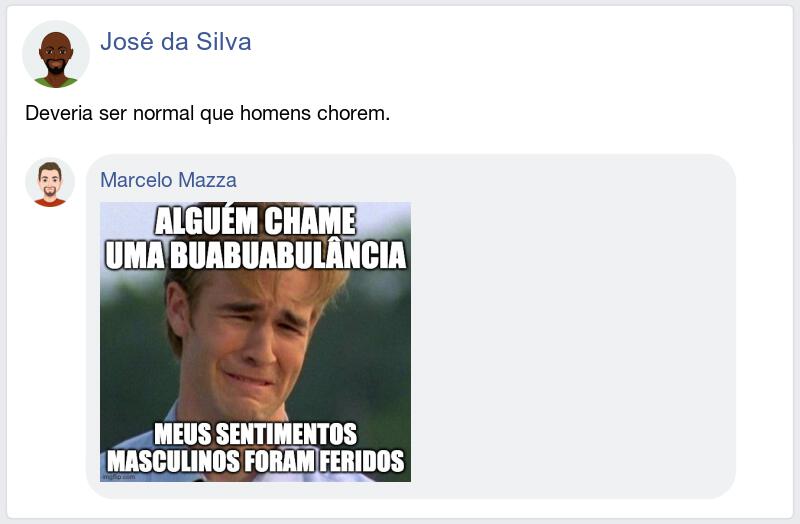 José da Silva
Deveria ser normal que homens chorem.
Marcelo Mazza
ALGUÉM CHAME
UMA BUABUABULÂNCIA
MEUS SENTIMENTOS
MASCULINOS FORAM FERIDOS
imgflip.com